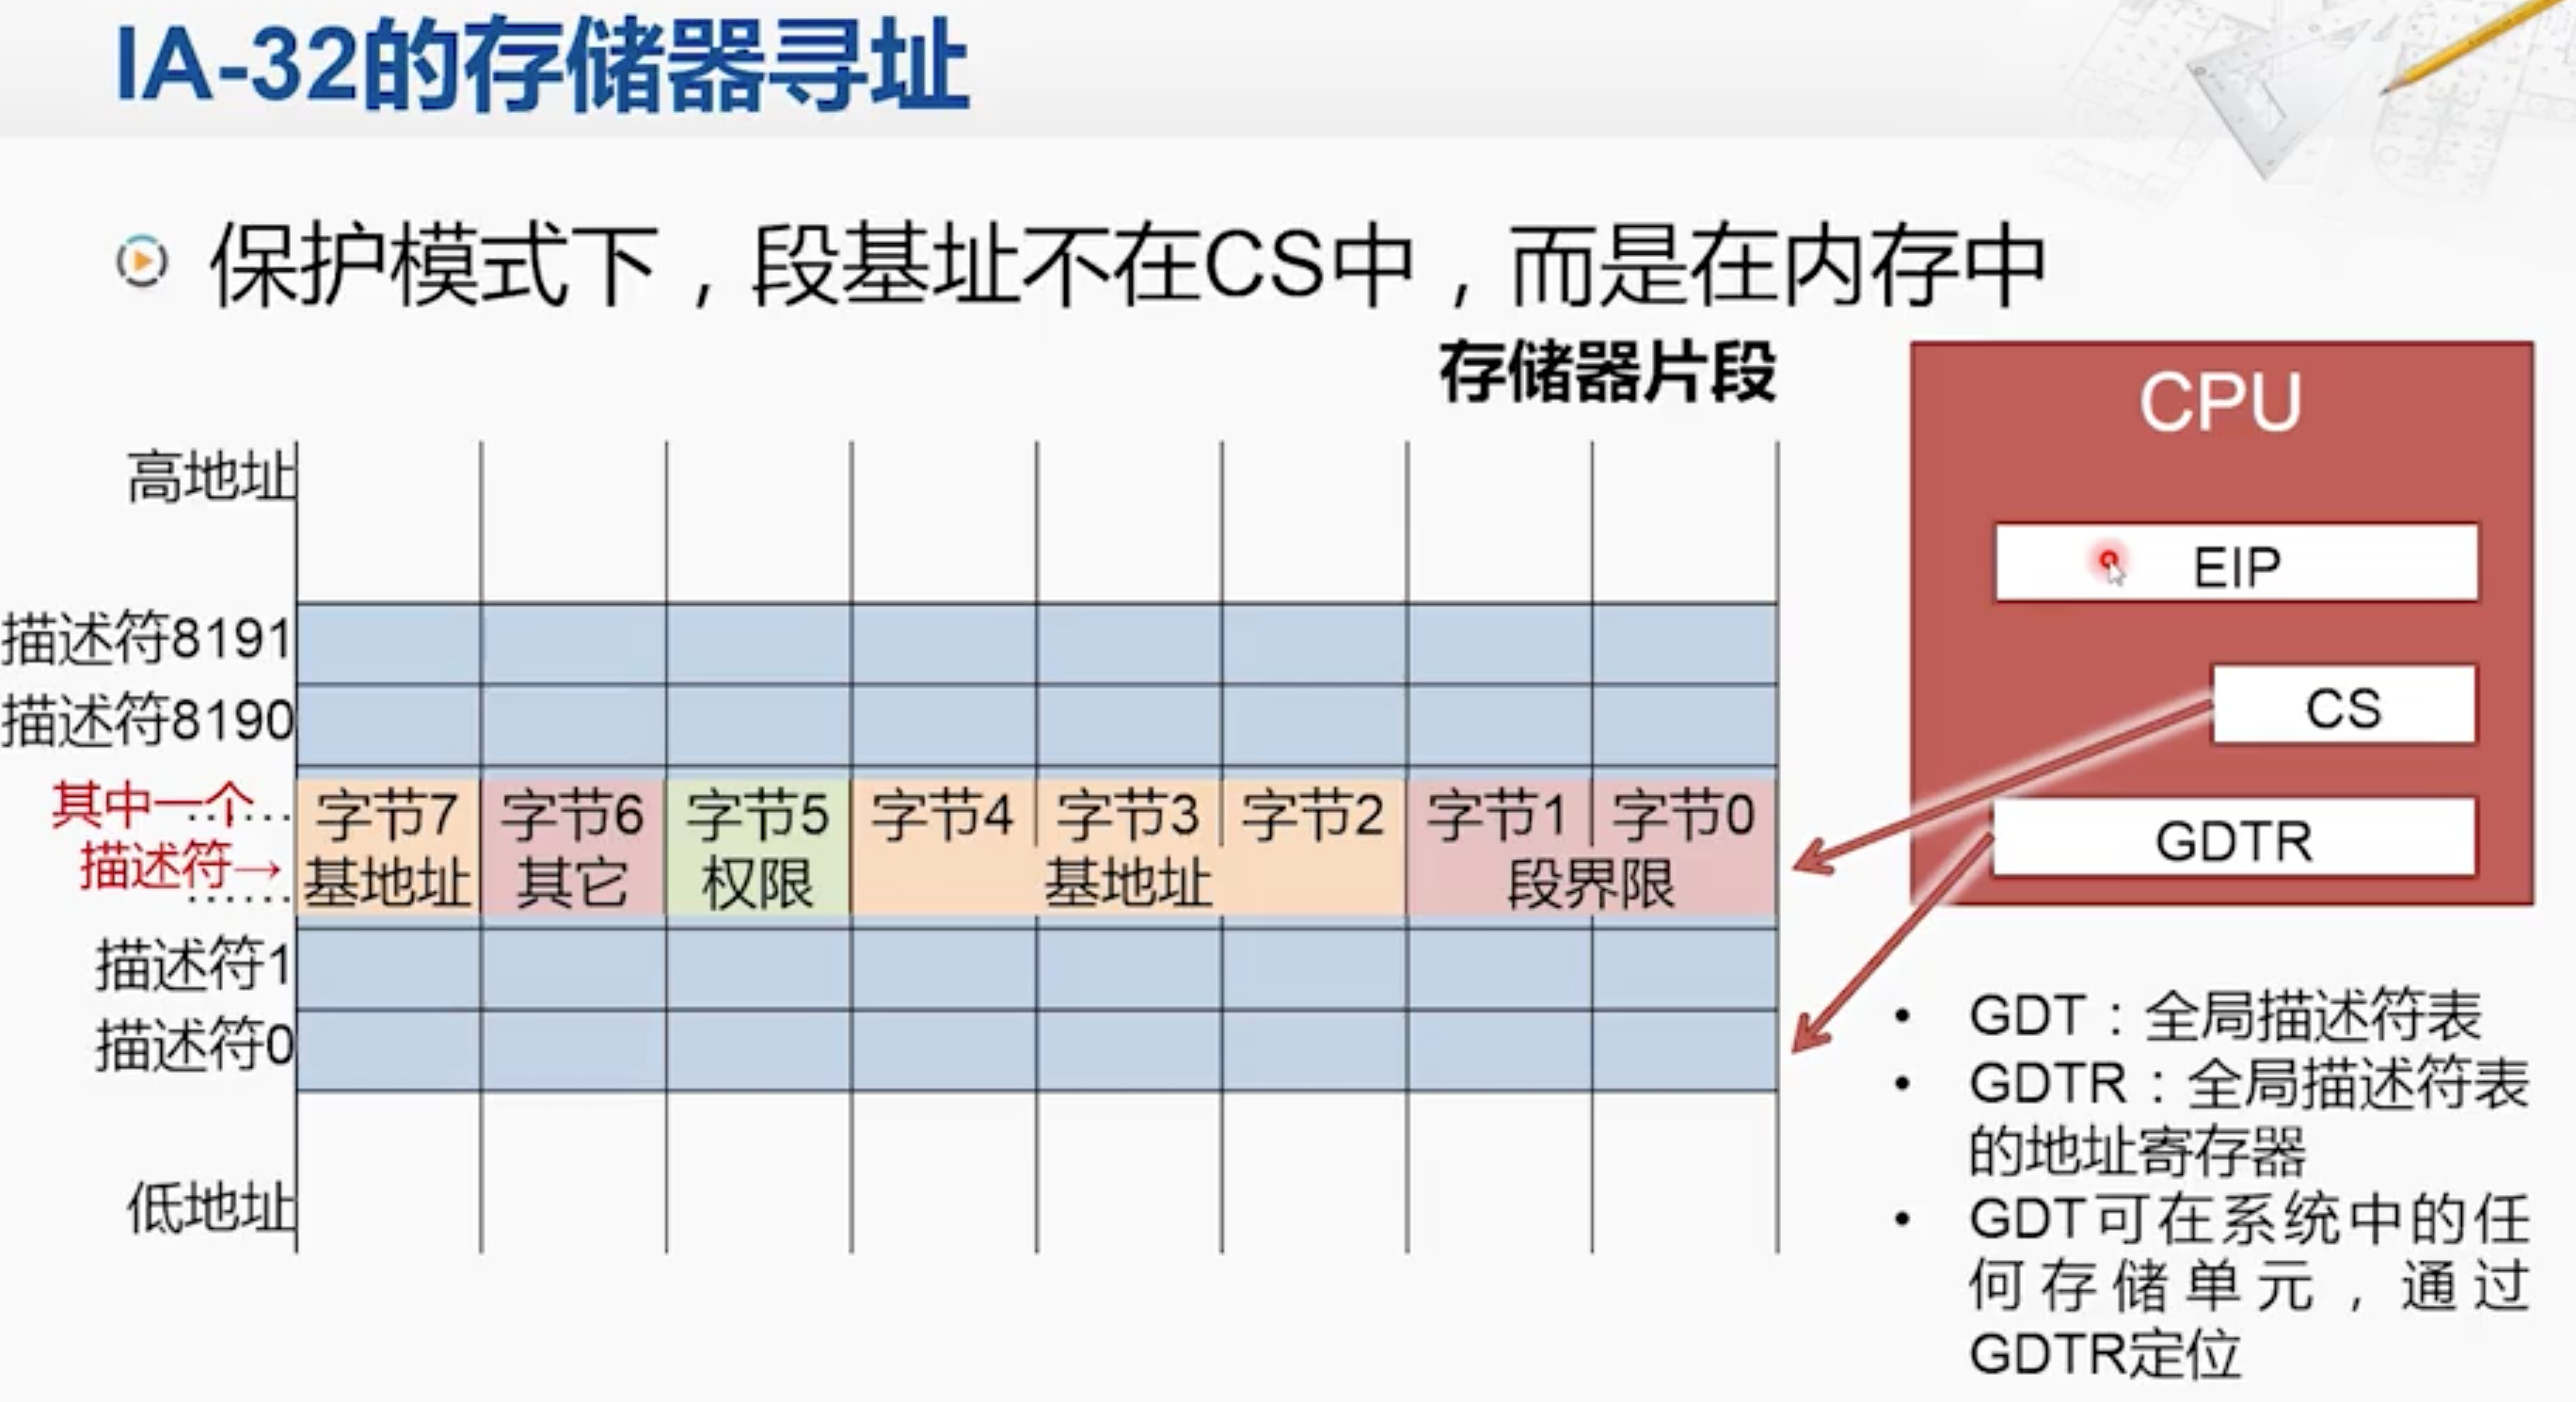 IA-32的存储器寻址
保护模式下，段基址不在CS中，而是在内存中
存储器片段
高地址
描述符8191
描述符8190
其中一个……
描述符→
……
字节7 字节6 字节5 字节4 字节3 字节2 字节1 字节0
基地址 其它 权限 基地址 段界限
描述符1
描述符0
低地址
CPU
EIP
CS
GDTR
• GDT：全局描述符表
• GDTR：全局描述符表
的地址寄存器
• GDT可在系统中的任
何存储单元，通过
GDTR定位